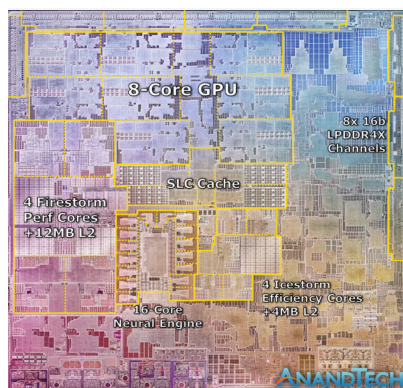 8-Core GPU
8x 16b
LPDDR4X
Channels
SLC Cache
4 Firestorm
Perf Cores
+12MB L2
4 Icestorm
Efficiency Cores
+4MB L2
16-Core
Neural Engine
ANANDTECH